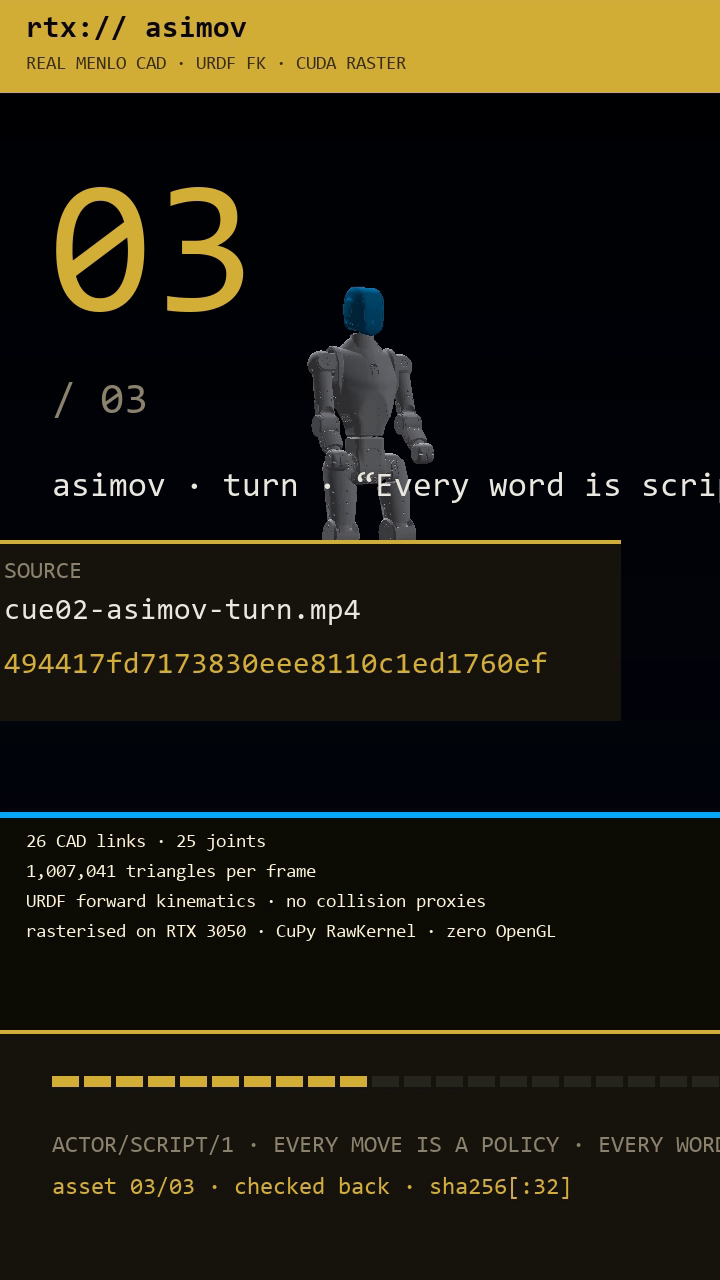 rtx:// asimov
REAL MENLO CAD · URDF FK · CUDA RASTER
03
/ 03
asimov · turn · “Every word is scrip
SOURCE
cue02-asimov-turn.mp4
494417fd7173830eee8110c1ed1760ef
26 CAD links · 25 joints
1,007,041 triangles per frame
URDF forward kinematics · no collision proxies
rasterised on RTX 3050 · CuPy RawKernel · zero OpenGL
ACTOR/SCRIPT/1 · EVERY MOVE IS A POLICY · EVERY WORD
asset 03/03 · checked back · sha256[:32]